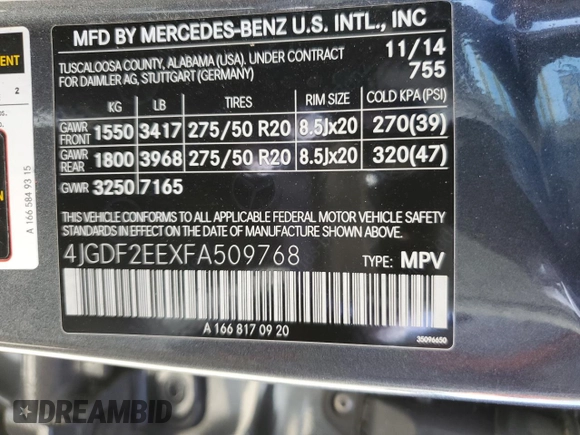 MFD BY MERCEDES-BENZ U.S. INTL., INC
TUSCALOOSA COUNTY, ALABAMA (USA). UNDER CONTRACT 11/14
FOR DAIMLER AG, STUTTGART (GERMANY) 755
KG LB TIRES RIM SIZE COLD KPA(PSI)
GAWR FRONT 1550 3417 275/50 R20 8.5Jx20 270(39)
GAWR REAR 1800 3968 275/50 R20 8.5Jx20 320(47)
GVWR 3250 7165
THIS VEHICLE CONFORMS TO ALL APPLICABLE FEDERAL MOTOR VEHICLE SAFETY
STANDARDS IN EFFECT ON THE DATE OF MANUFACTURE SHOWN ABOVE
4JGDF2EEXFA509768 TYPE: MPV
A 166 817 09 20
35096650
2
A 166 584 93 15
DREAMBID